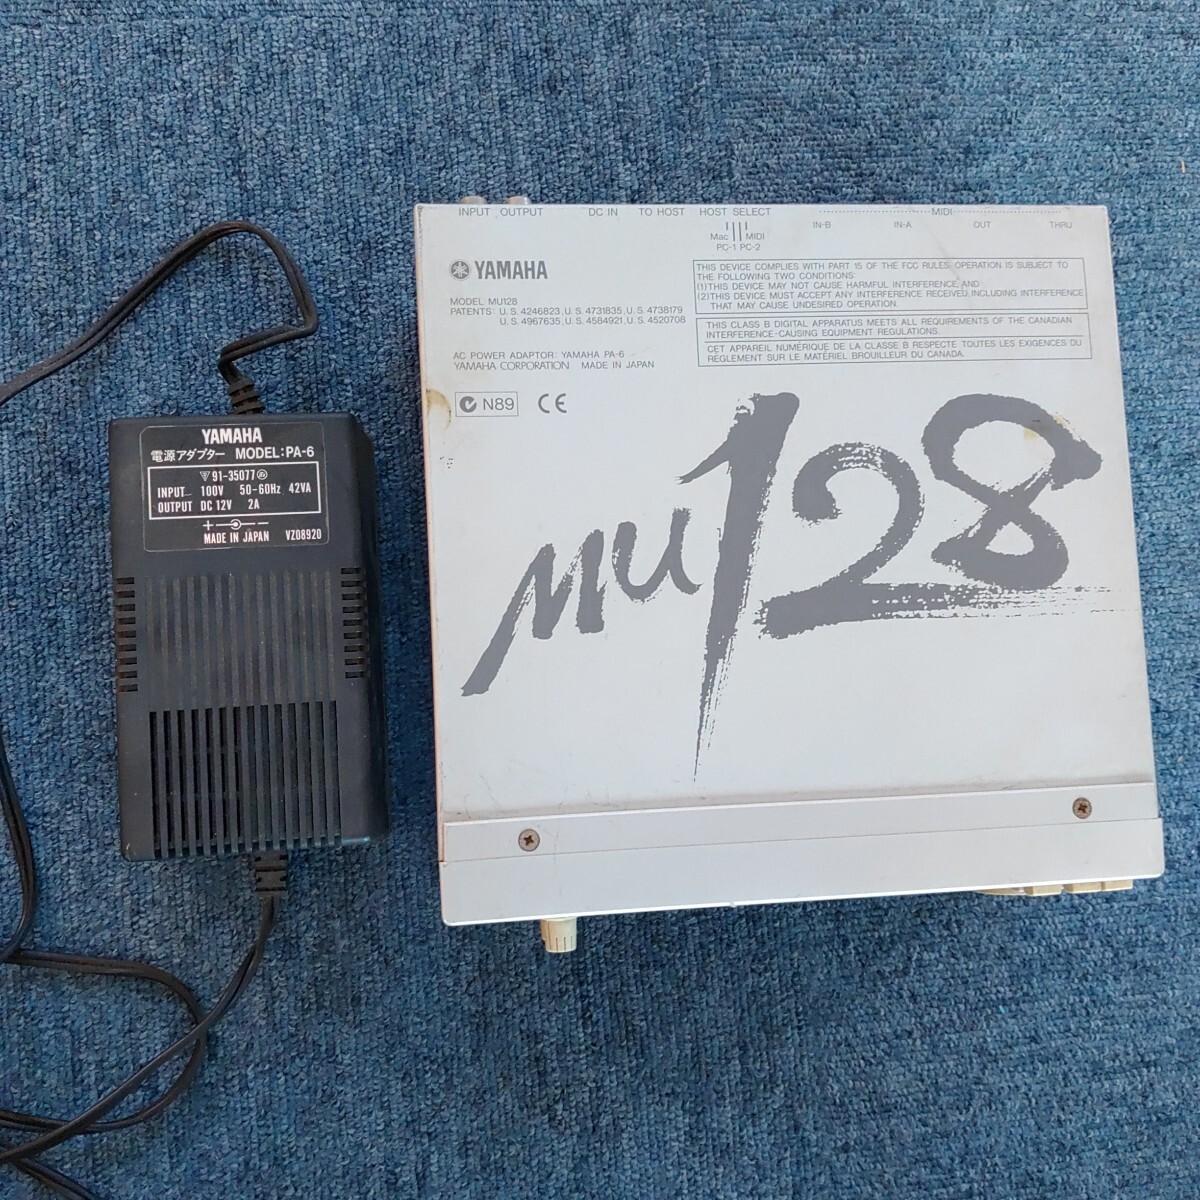 YAMAHA
電源アダプター MODEL:PA-6
91-35077
INPUT 100V 50-60Hz 42VA
OUTPUT DC 12V 2A
+ -
MADE IN JAPAN VZ08920
INPUT OUTPUT DC IN TO HOST HOST SELECT MIDI
Mac MIDI
PC-1 PC-2
IN-B IN-A OUT THRU
YAMAHA
MODEL MU128
PATENTS: U. S. 4246823, U. S. 4731835, U. S. 4738179
U. S. 4967635, U. S. 4584921, U. S. 4520708
AC POWER ADAPTOR: YAMAHA PA-6
YAMAHA CORPORATION MADE IN JAPAN
N89 CE
THIS DEVICE COMPLIES WITH PART 15 OF THE FCC RULES. OPERATION IS SUBJECT TO
THE FOLLOWING TWO CONDITIONS:
(1)THIS DEVICE MAY NOT CAUSE HARMFUL INTERFERENCE, AND
(2)THIS DEVICE MUST ACCEPT ANY INTERFERENCE RECEIVED, INCLUDING INTERFERENCE
THAT MAY CAUSE UNDESIRED OPERATION.
THIS CLASS B DIGITAL APPARATUS MEETS ALL REQUIREMENTS OF THE CANADIAN
INTERFERENCE-CAUSING EQUIPMENT REGULATIONS.
CET APPAREIL NUMÉRIQUE DE LA CLASSE B RESPECTE TOUTES LES EXIGENCES DU
RÈGLEMENT SUR LE MATÉRIEL BROUILLEUR DU CANADA.
MU128